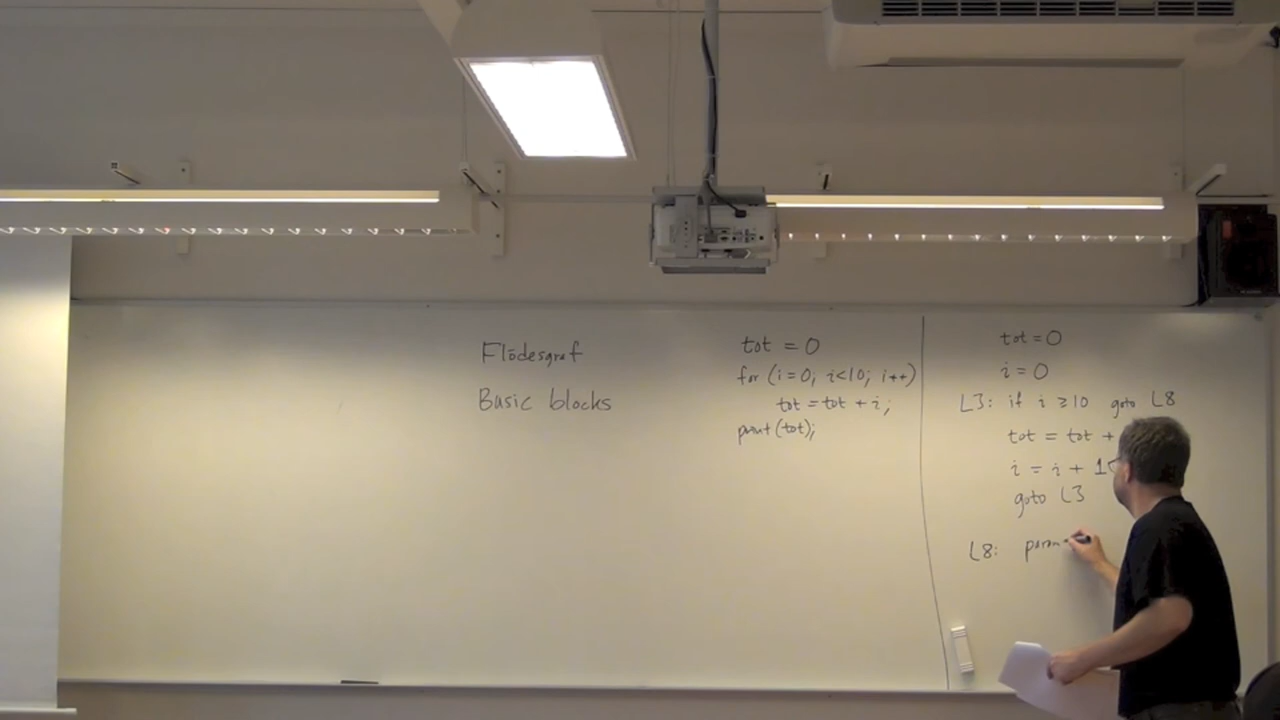 Flödesgraf
Basic blocks
tot = 0
for (i=0; i<10; i++)
tot = tot + i;
print(tot);
tot = 0
i = 0
L3: if i ≥ 10 goto L8
tot = tot +
i = i + 1
goto L3
L8: param